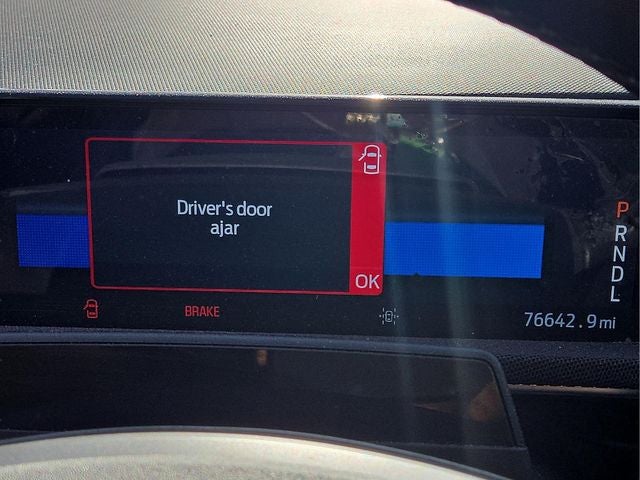 Driver's door
ajar
OK
P
R
N
D
L
BRAKE
76642.9mi